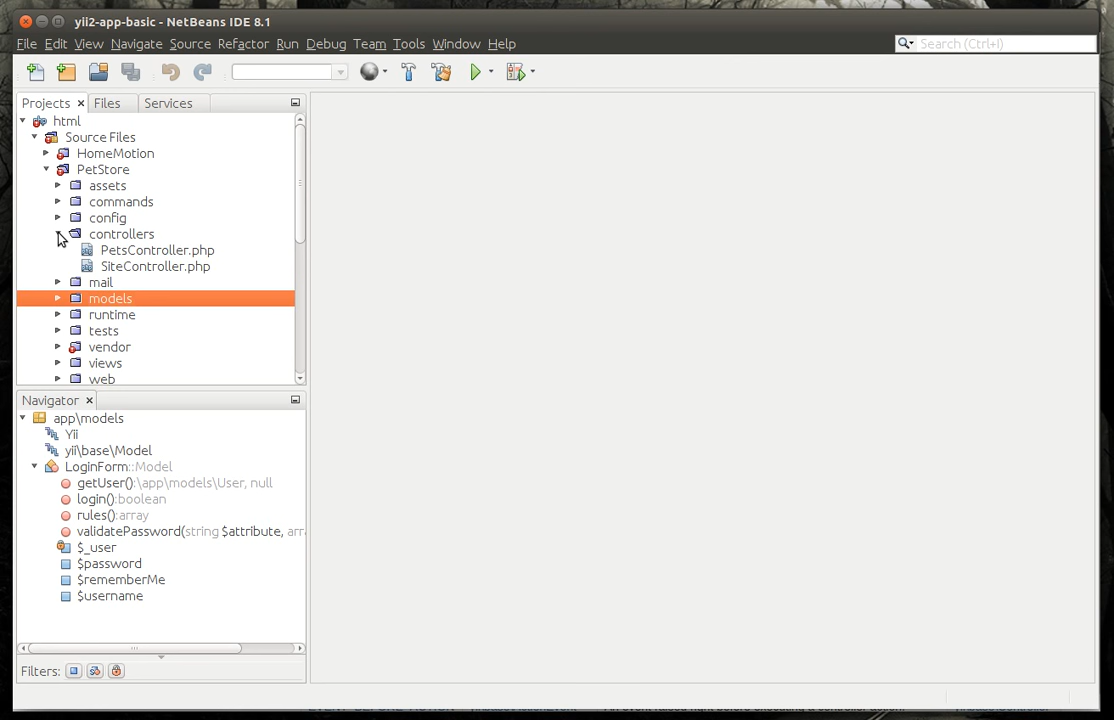 yii2-app-basic - NetBeans IDE 8.1
File Edit View Navigate Source Refactor Run Debug Team Tools Window Help
Search (Ctrl+I)
Projects Files Services
html
Source Files
HomeMotion
PetStore
assets
commands
config
controllers
PetsController.php
SiteController.php
mail
models
runtime
tests
vendor
views
web
Navigator
app\models
Yii
yii\base\Model
LoginForm::Model
getUser():\app\models\User, null
login():boolean
rules():array
validatePassword(string $attribute, arr
$_user
$password
$rememberMe
$username
Filters: